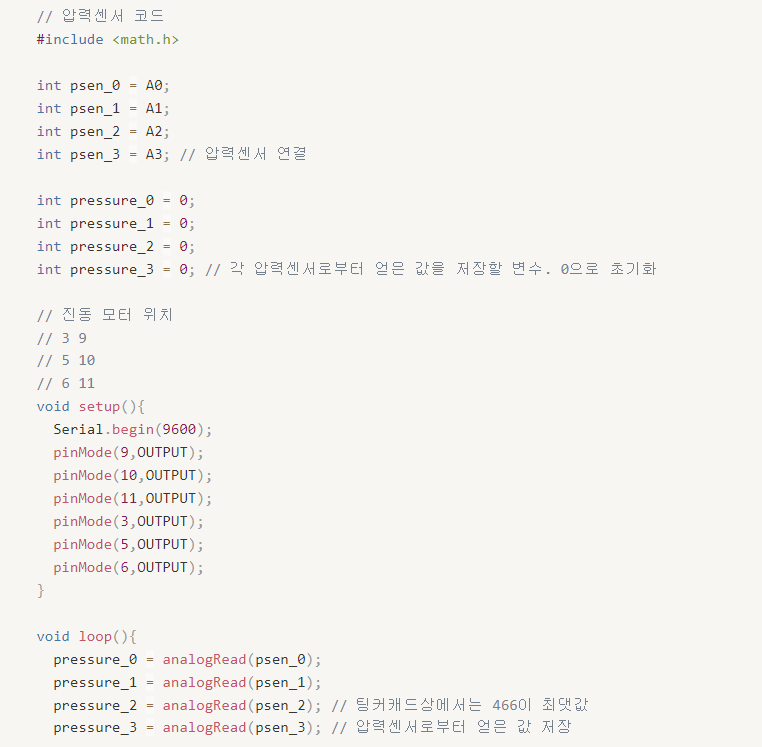 // 압력센서 코드
#include <math.h>
int psen_0 = A0;
int psen_1 = A1;
int psen_2 = A2;
int psen_3 = A3; // 압력센서 연결
int pressure_0 = 0;
int pressure_1 = 0;
int pressure_2 = 0;
int pressure_3 = 0; // 각 압력센서로부터 얻은 값을 저장할 변수. 0으로 초기화
// 진동 모터 위치
// 3 9
// 5 10
// 6 11
void setup(){
  Serial.begin(9600);
  pinMode(9,OUTPUT);
  pinMode(10,OUTPUT);
  pinMode(11,OUTPUT);
  pinMode(3,OUTPUT);
  pinMode(5,OUTPUT);
  pinMode(6,OUTPUT);
}
void loop(){
  pressure_0 = analogRead(psen_0);
  pressure_1 = analogRead(psen_1);
  pressure_2 = analogRead(psen_2); // 팅커캐드상에서는 466이 최댓값
  pressure_3 = analogRead(psen_3); // 압력센서로부터 얻은 값 저장